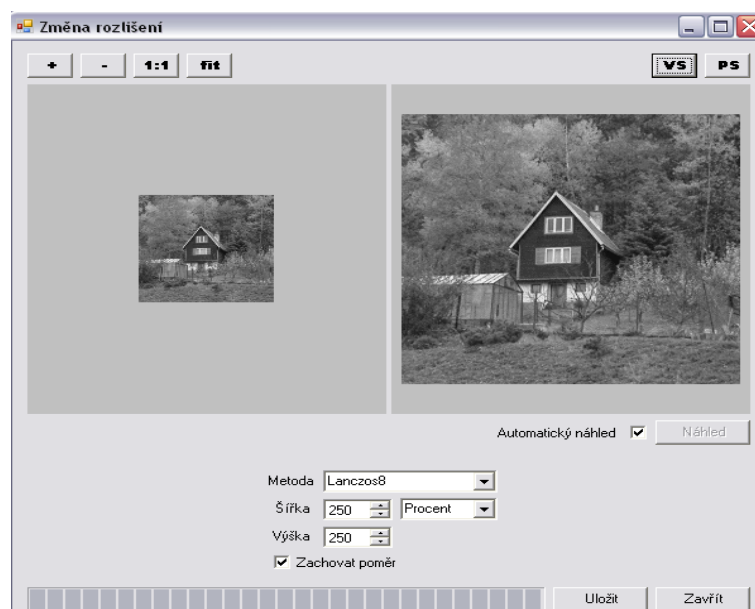 Změna rozlišení
+ - 1:1 fit VS PS
Automatický náhled Náhled
Metoda Lanczos8
Šířka 250 Procent
Výška 250
Zachovat poměr
Uložit Zavřít